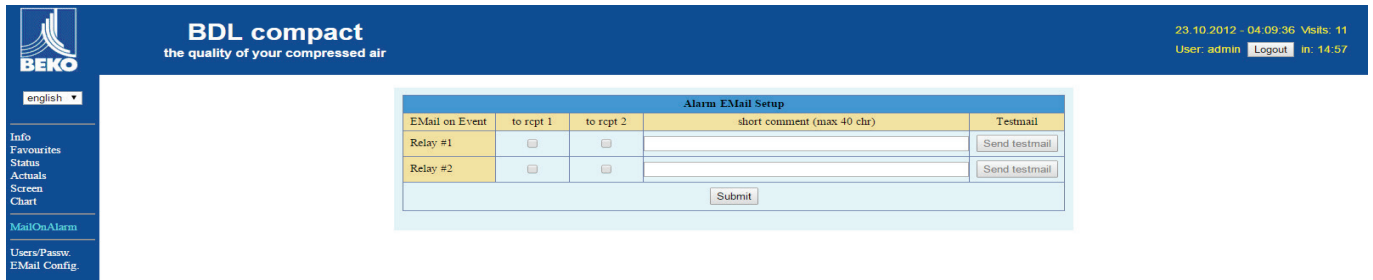 BEKO
BDL compact
the quality of your compressed air
23.10.2012 - 04:09:36 Visits: 11
User: admin Logout in: 14:57
english
Info
Favourites
Status
Actuals
Screen
Chart
MailOnAlarm
Users/Passw.
EMail Config.
Alarm EMail Setup
EMail on Event to rcpt 1 to rcpt 2 short comment (max 40 chr) Testmail
Relay #1 Send testmail
Relay #2 Send testmail
Submit